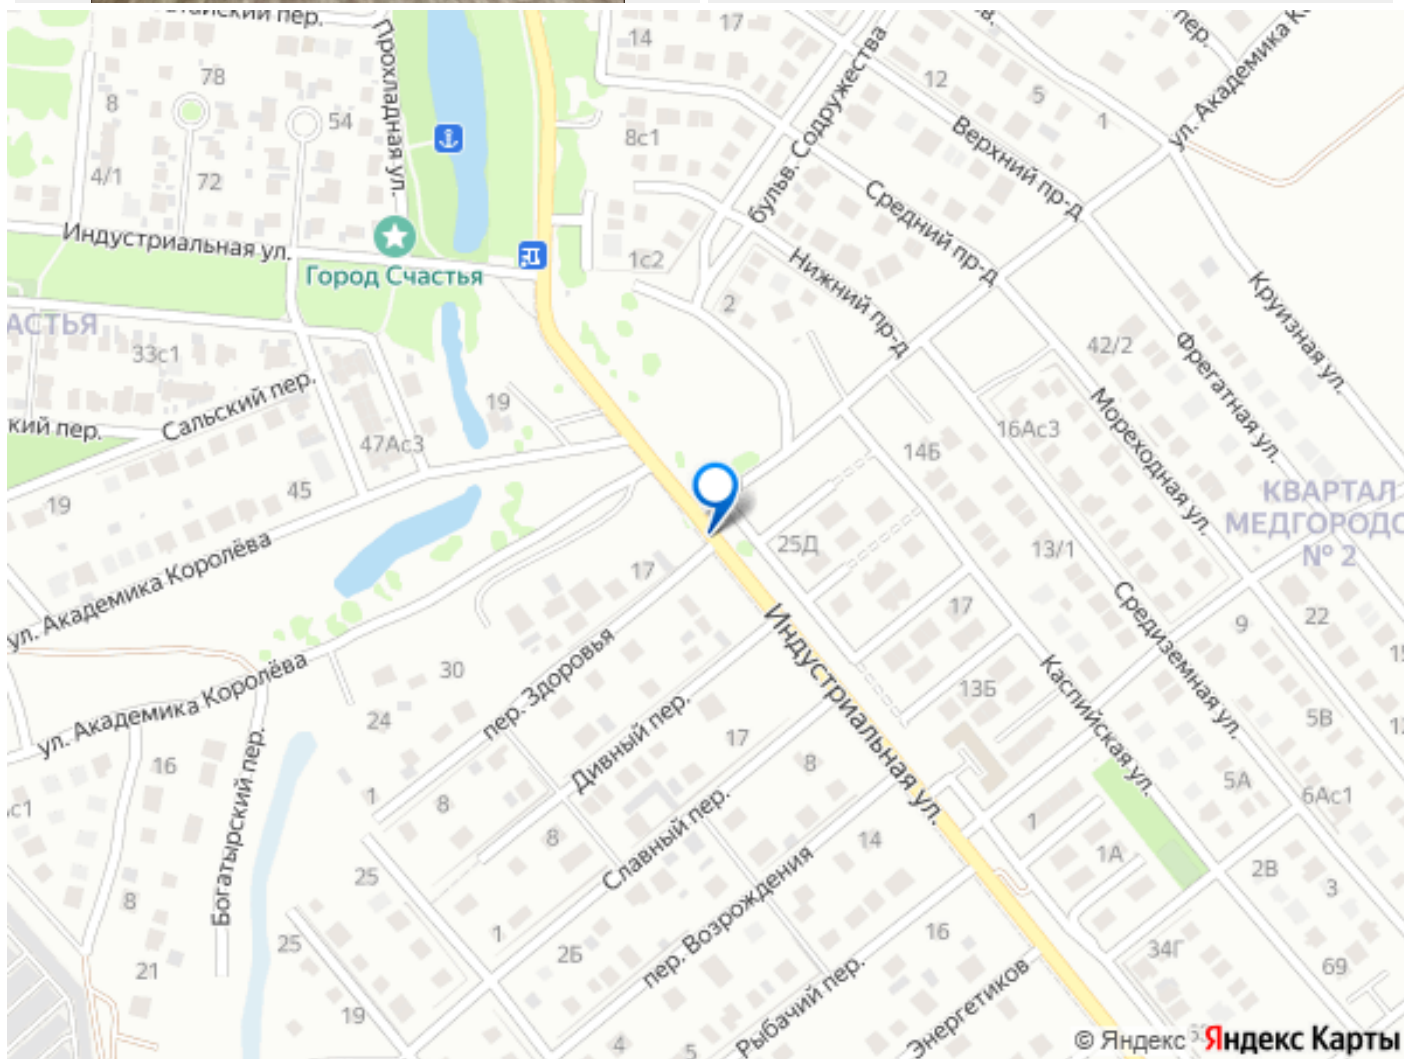 17
14
12
5
1
8с1
78
54
8
4/1
72
Прохладная ул.
бульв. Содружества
Верхний пр-д
Средний пр-д
Нижний пр-д
ул. Академика
пер.
Индустриальная ул.
Город Счастья
1с2
2
33с1
Сальский пер.
кий пер.
19
47Ас3
19
45
Круизная ул.
Фрегатная ул.
42/2
Мореходная ул.
16Ас3
14Б
КВАРТАЛ
МЕДГОРОДО
№ 2
ул. Академика Королёва
ул. Академика Королёва
25Д
13/1
17
17
9
22
Средиземная ул.
Индустриальная ул.
Каспийская ул.
13Б
30
24
пер. Здоровья
Дивный пер.
17
8
5В
5А
6Ас1
16
Богатырский пер.
1
8
8
Славный пер.
14
1
1А
2В
3
25
25
8
21
1
2Б
пер. Возрождения
16
34Г
69
19
4
5
Рыбачий пер.
Энергетиков
© Яндекс Яндекс Карты